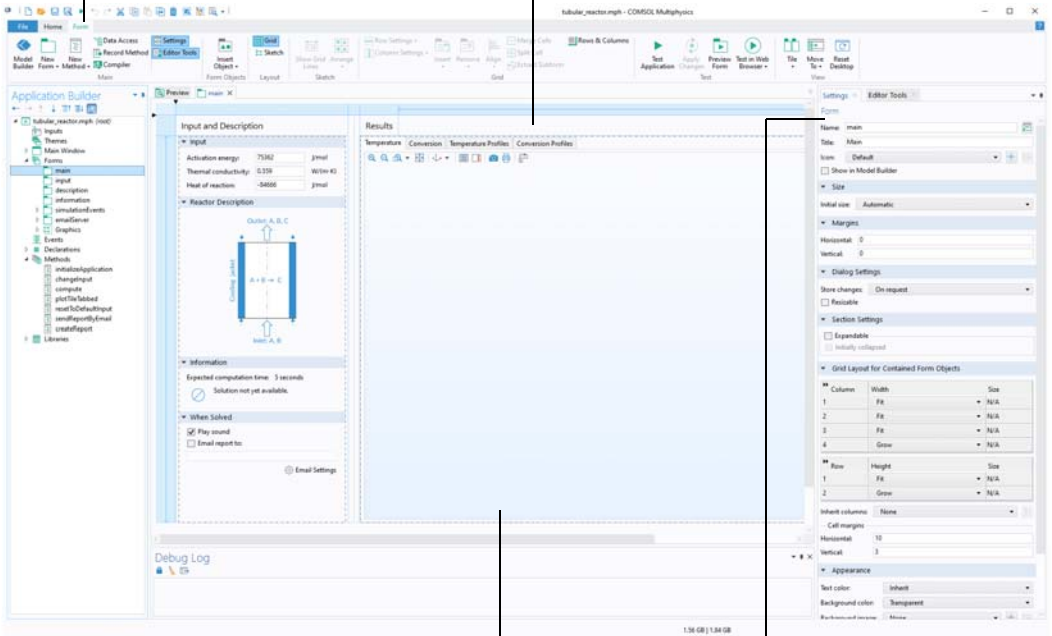 tubular_reactor.mph - COMSOL Multiphysics
File Home Form
Data Access
Record Method
Compiler
Model Builder
New Form
New Method
Main
Settings
Editor Tools
Insert Object
Form Objects
Grid
Sketch
Layout
Show Grid Lines
Arrange
Sketch
Row Settings
Column Settings
Insert
Remove
Align
Merge Cells
Split Cell
Rows & Columns
Grid
Test Application
Apply Changes
Preview Form
Test in Web Browser
Test
Tile
Move To
Reset Desktop
View
Application Builder
tubular_reactor.mph (root)
Inputs
Themes
Main Window
Forms
main
input
description
information
simulationEvents
emailServer
Graphics
Events
Declarations
Methods
initializeApplication
changeInput
compute
plotTileTabbed
resetToDefaultInput
sendReportByEmail
createReport
Libraries
Preview main
Input and Description
Input
Activation energy: 75362 J/mol
Thermal conductivity: 0.559 W/(m·K)
Heat of reaction: -84666 J/mol
Reactor Description
Outlet: A, B, C
Cooling jacket
A + B → C
Inlet: A, B
Information
Expected computation time: 5 seconds
Solution not yet available.
When Solved
Play sound
Email report to:
Email Settings
Results
Temperature Conversion Temperature Profiles Conversion Profiles
Debug Log
Settings Editor Tools
Form
Name: main
Title: Main
Icon: Default
Show in Model Builder
Size
Initial size: Automatic
Margins
Horizontal: 0
Vertical: 0
Dialog Settings
Store changes: On request
Resizable
Section Settings
Expandable
Initially collapsed
Grid Layout for Contained Form Objects
Column Width Size
1 Fit N/A
2 Fit N/A
3 Fit N/A
4 Grow N/A
Row Height Size
1 Fit N/A
2 Grow N/A
Inherit columns: None
Cell margins
Horizontal: 10
Vertical: 3
Appearance
Text color: Inherit
Background color: Transparent
Background image: None
1.56 GB | 1.84 GB